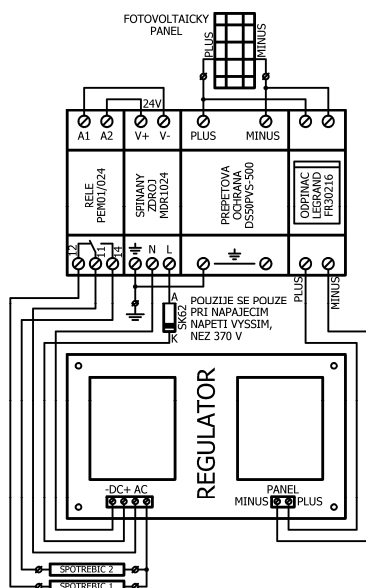 FOTOVOLTAICKY
PANEL
PLUS
MINUS
24V
A1 A2 V+ V- PLUS MINUS
RELE
PEM01/024
SPINANY
ZDROJ
MDR1024
PREPETOVA
OCHRANA
DS50PVS-500
ODPINAC
LEGRAND
FR30216
12
11
14
N L
PLUS
MINUS
A
SK62
K
POUZIJE SE POUZE
PRI NAPAJECIM
NAPETI VYSSIM,
NEZ 370 V
REGULATOR
-DC+ AC
PANEL
MINUS PLUS
SPOTREBIC 2
SPOTREBIC 1